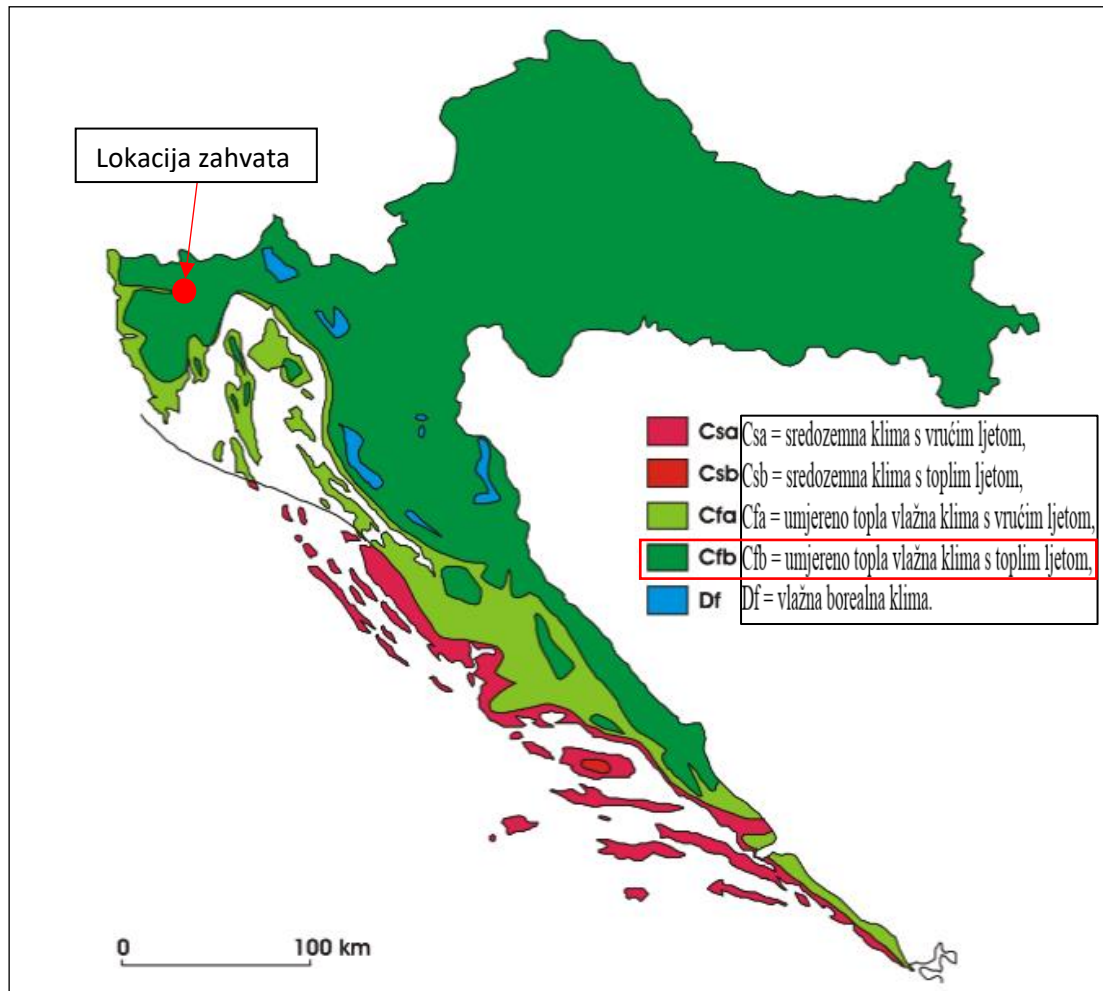 Lokacija zahvata
Csa Csa = sredozemna klima s vrućim ljetom,
Csb Csb = sredozemna klima s toplim ljetom,
Cfa Cfa = umjereno topla vlažna klima s vrućim ljetom,
Cfb Cfb = umjereno topla vlažna klima s toplim ljetom,
Df Df = vlažna borealna klima.
0 100 km